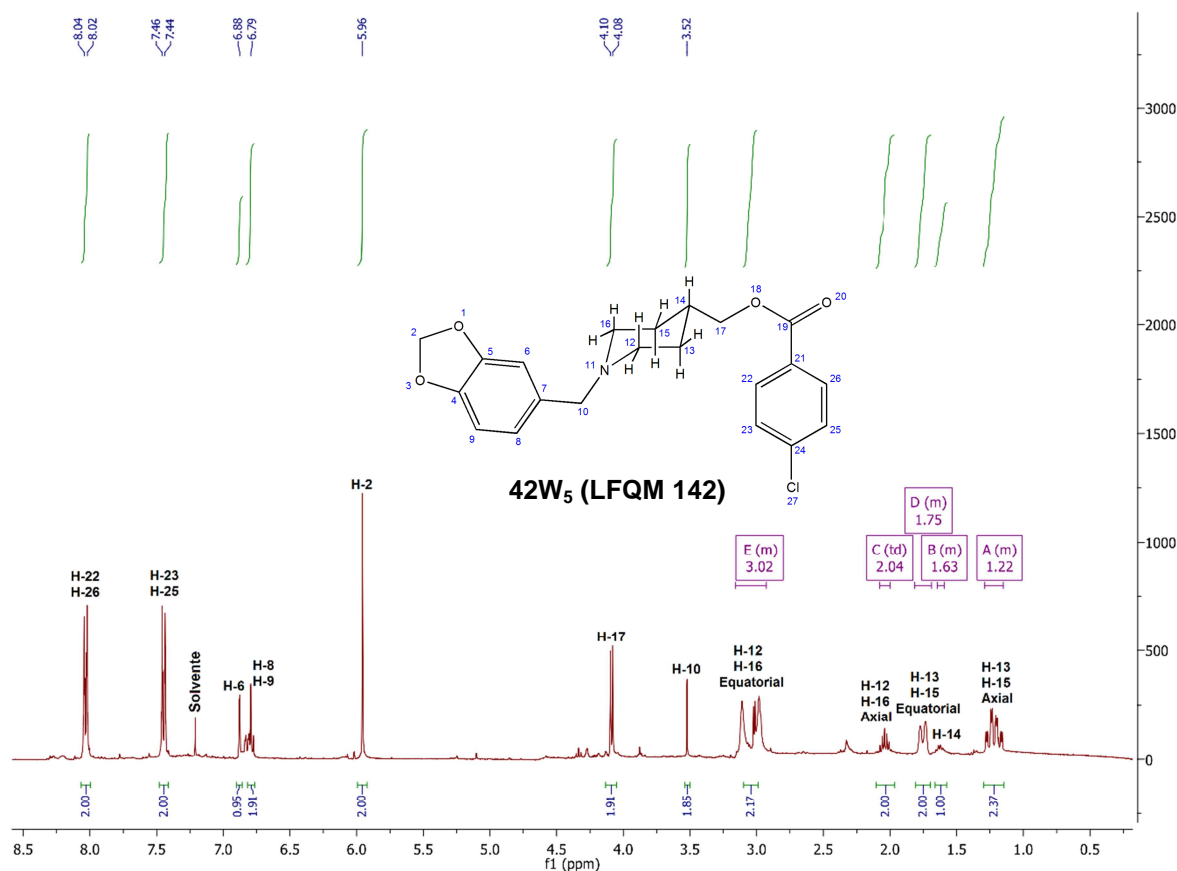 8.04
8.02
7.46
7.44
6.88
6.79
5.96
4.10
4.08
3.52
3000
2500
2000
1500
1000
500
0
H
14
18
O
20
O
H
H
H
H
16
15
17
19
12
13
H
H
H
11
N
1
O
2
5
6
O
3
4
7
10
9
8
21
22
26
23
25
24
Cl
27
42W5 (LFQM 142)
H-2
H-22
H-26
H-23
H-25
Solvente
H-6
H-8
H-9
H-17
H-10
E (m)
3.02
C (td)
2.04
D (m)
1.75
B (m)
1.63
A (m)
1.22
H-12
H-16
Equatorial
H-12
H-16
Axial
H-13
H-15
Equatorial
H-14
H-13
H-15
Axial
2.00
2.00
0.95
1.91
2.00
1.91
1.85
2.17
2.00
2.00
1.00
2.37
8.5 8.0 7.5 7.0 6.5 6.0 5.5 5.0 4.5 4.0 3.5 3.0 2.5 2.0 1.5 1.0 0.5
f1 (ppm)